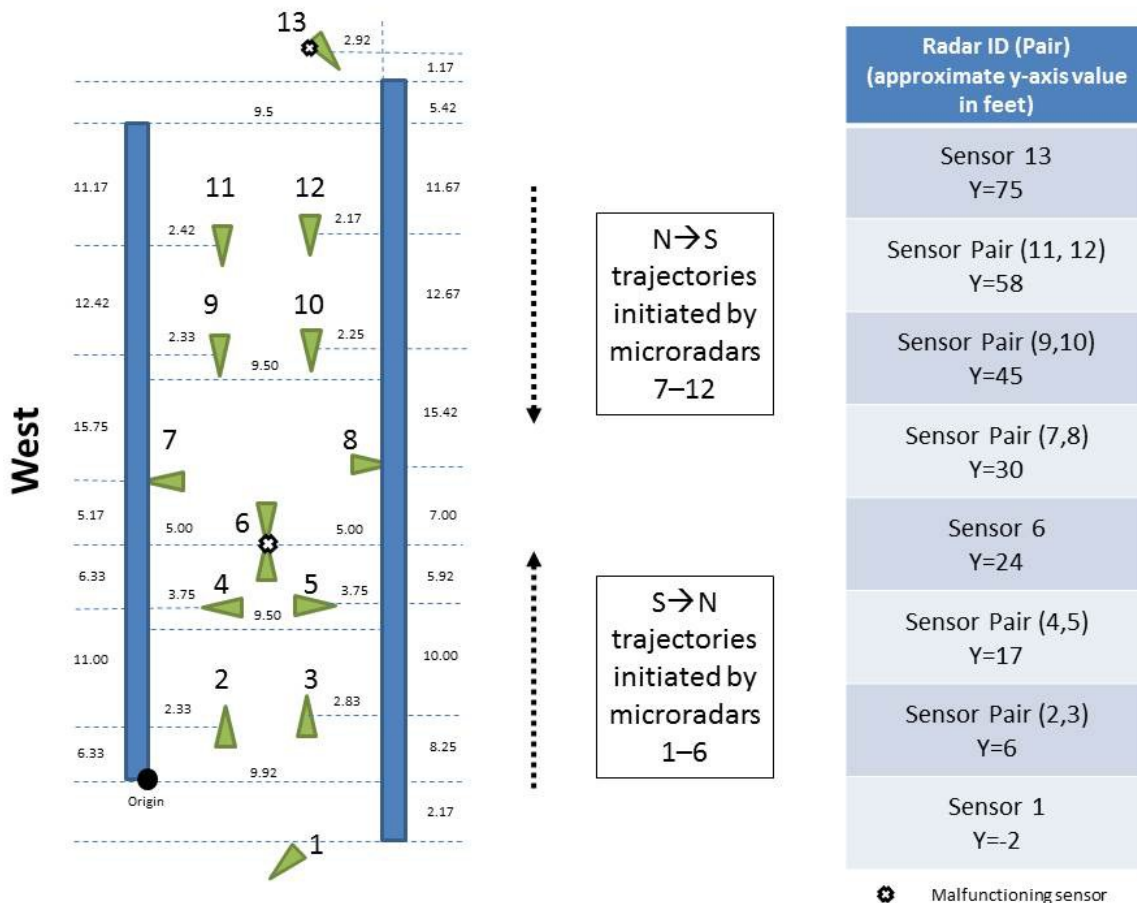 13
2.92
1.17
5.42
9.5
11.17
11
12
11.67
2.42
2.17
12.42
9
10
12.67
2.33
2.25
9.50
West
15.75
7
8
15.42
5.17
6
7.00
5.00
5.00
6.33
4
5
5.92
3.75
3.75
9.50
11.00
10.00
2
3
2.33
2.83
6.33
8.25
9.92
Origin
2.17
1
N→S
trajectories
initiated by
microradars
7–12
S→N
trajectories
initiated by
microradars
1–6
Radar ID (Pair)
(approximate y-axis value
in feet)
Sensor 13
Y=75
Sensor Pair (11, 12)
Y=58
Sensor Pair (9,10)
Y=45
Sensor Pair (7,8)
Y=30
Sensor 6
Y=24
Sensor Pair (4,5)
Y=17
Sensor Pair (2,3)
Y=6
Sensor 1
Y=-2
Malfunctioning sensor